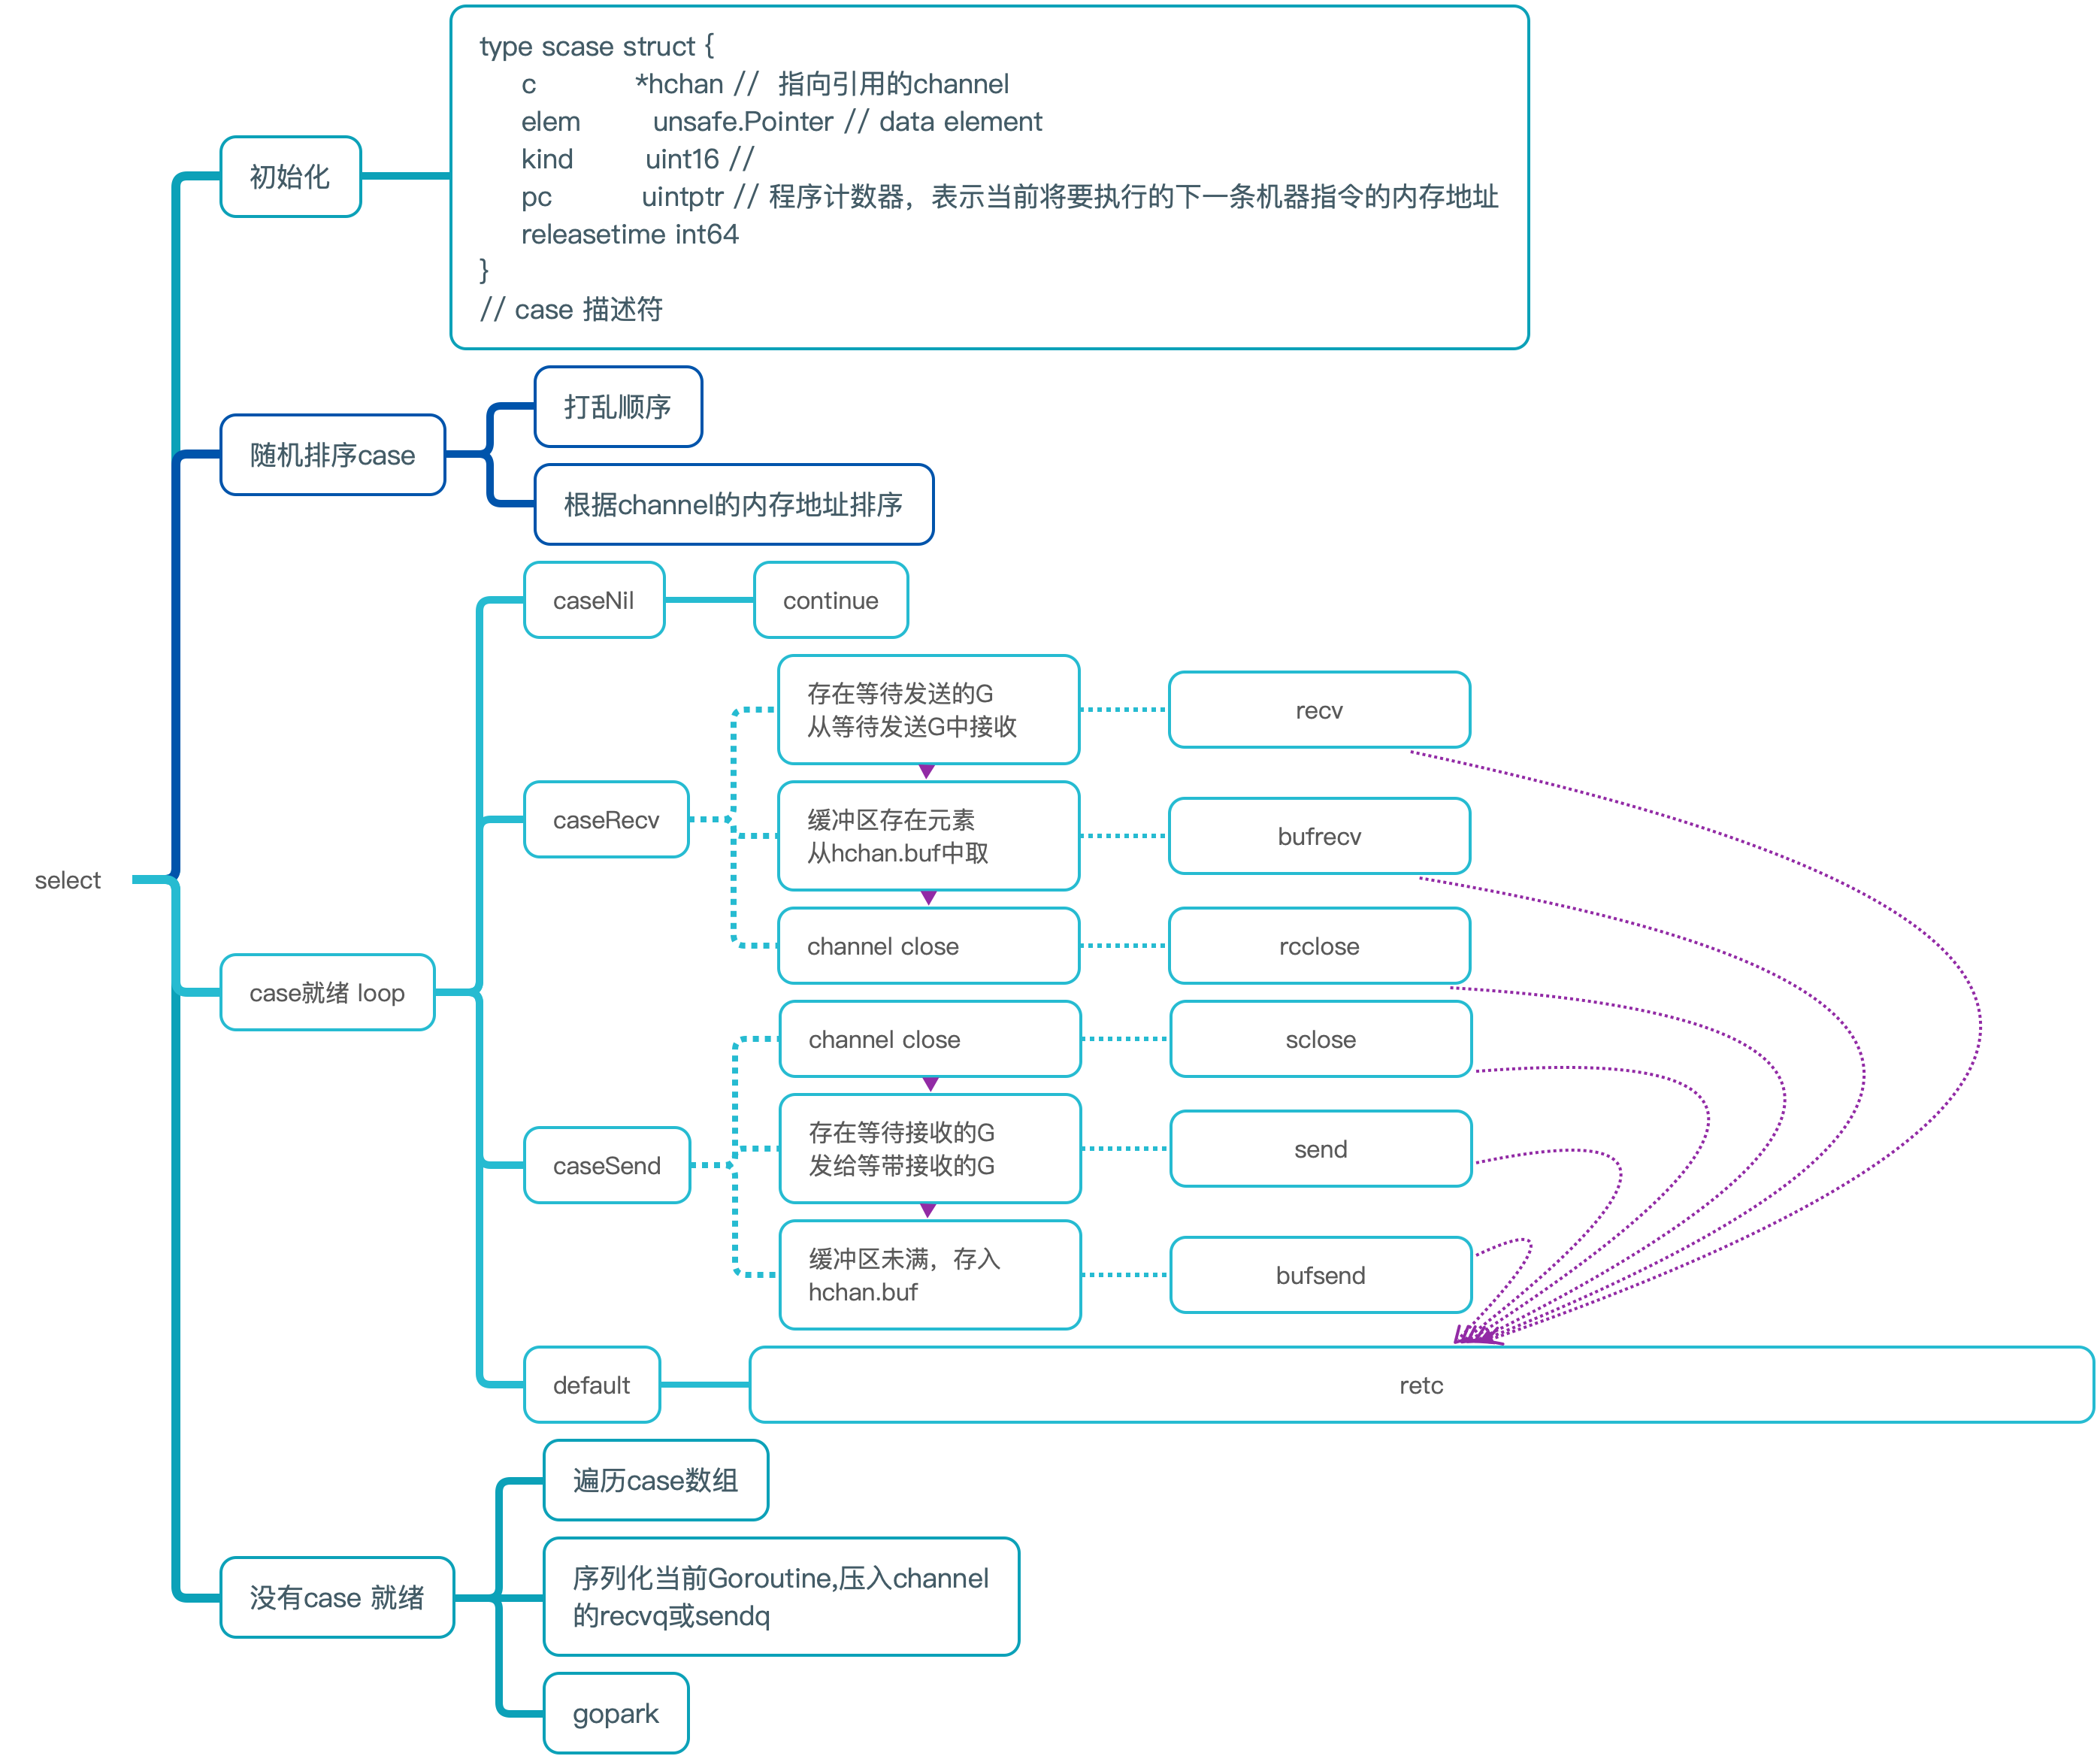 type scase struct {
c *hchan // 指向引用的channel
elem unsafe.Pointer // data element
kind uint16 //
pc uintptr // 程序计数器，表示当前将要执行的下一条机器指令的内存地址
releasetime int64
}
// case 描述符
初始化
打乱顺序
随机排序case
根据channel的内存地址排序
caseNil
continue
存在等待发送的G
从等待发送G中接收
recv
caseRecv
缓冲区存在元素
从hchan.buf中取
bufrecv
select
channel close
rcclose
case就绪 loop
channel close
sclose
存在等待接收的G
发给等带接收的G
send
caseSend
缓冲区未满，存入
hchan.buf
bufsend
default
retc
遍历case数组
没有case 就绪
序列化当前Goroutine,压入channel
的recvq或sendq
gopark